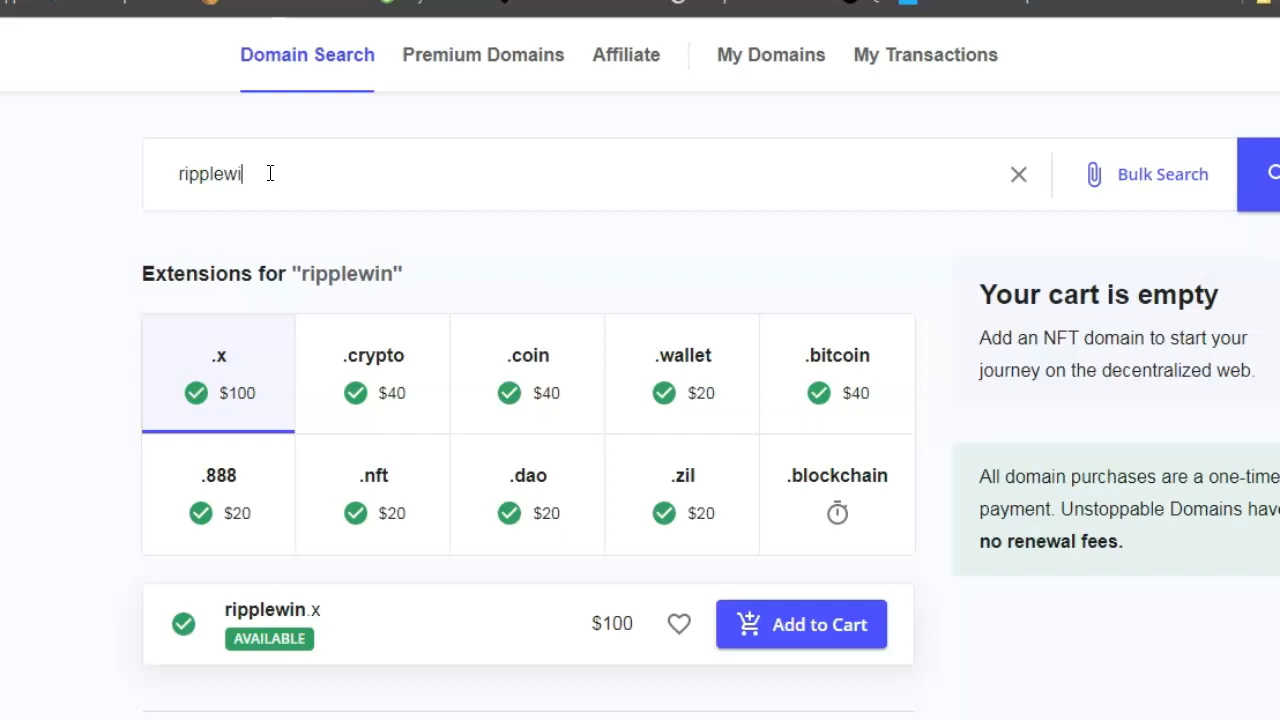 Domain Search Premium Domains Affiliate My Domains My Transactions
ripplewi
Bulk Search
Extensions for "ripplewin"
.x .crypto .coin .wallet .bitcoin
$100 $40 $40 $20 $40
.888 .nft .dao .zil .blockchain
$20 $20 $20 $20
ripplewin.x
AVAILABLE
$100
Add to Cart
Your cart is empty
Add an NFT domain to start your
journey on the decentralized web.
All domain purchases are a one-time
payment. Unstoppable Domains have
no renewal fees.